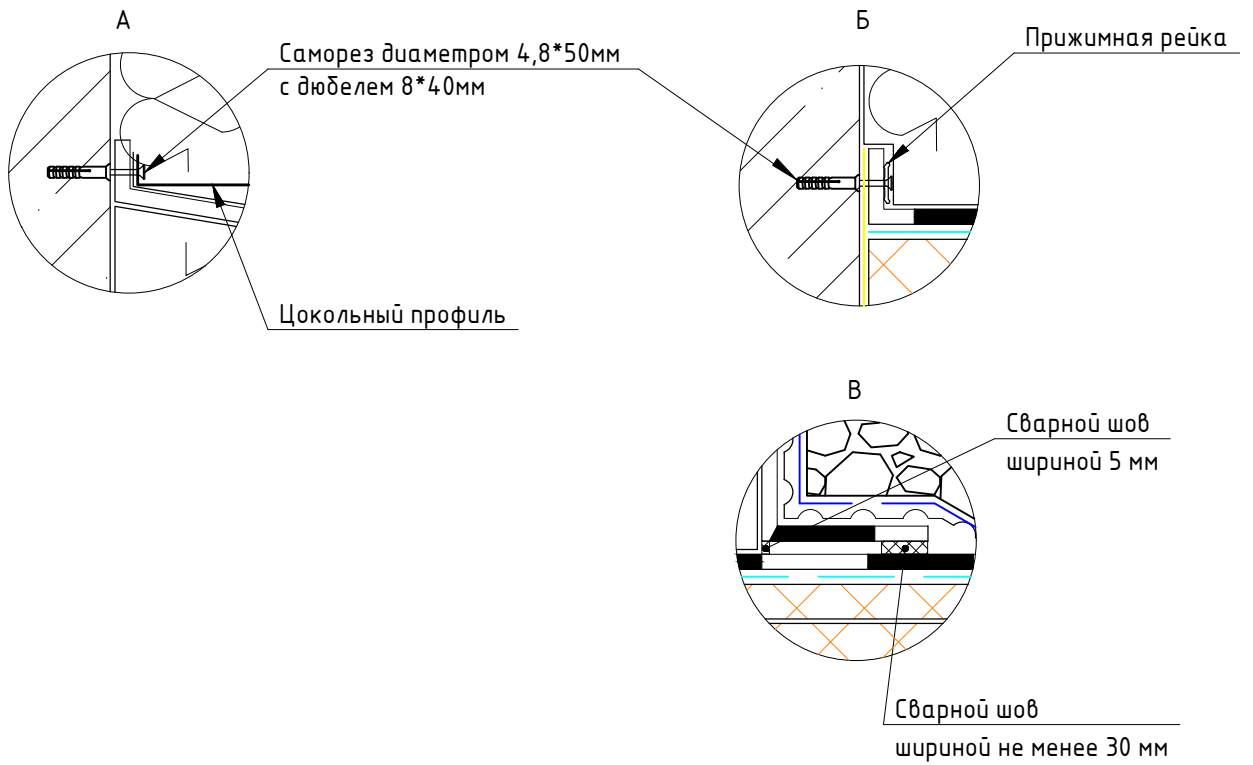 А
Б
Саморез диаметром 4,8*50мм
с дюбелем 8*40мм
Прижимная рейка
Цокольный профиль
В
Сварной шов
шириной 5 мм
Сварной шов
шириной не менее 30 мм